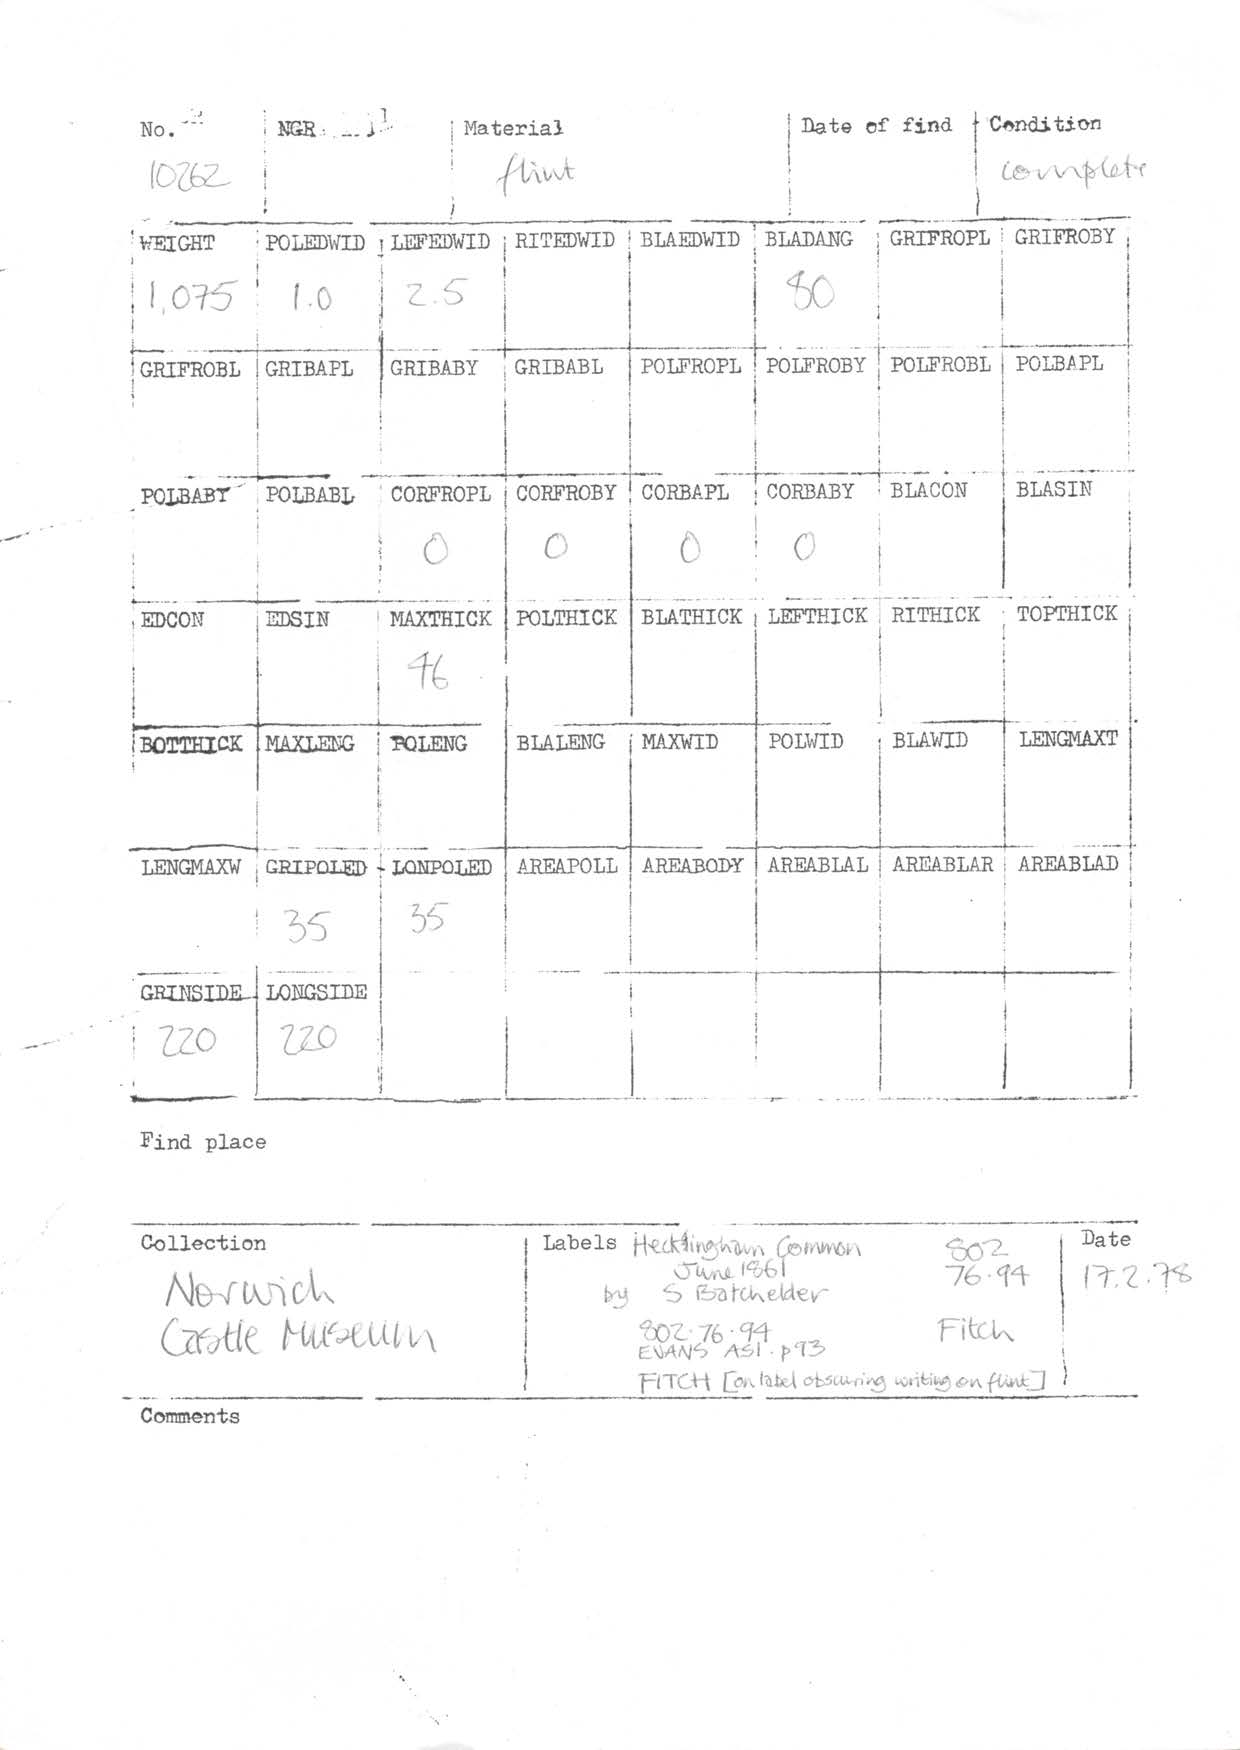 No. NGR Material Date of find Condition
10262 flint complete
WEIGHT POLEDWID LEFEDWID RITEDWID BLAEDWID BLADANG GRIFROPL GRIFROBY
1,075 1.0 2.5 80
GRIFROBL GRIBAPL GRIBABY GRIBABL POLFROPL POLFROBY POLFROBL POLBAPL
POLBABY POLBABL CORFROPL CORFROBY CORBAPL CORBABY BLACON BLASIN
0 0 0 0
EDCON EDSIN MAXTHICK POLTHICK BLATHICK LEFTHICK RITHICK TOPTHICK
46
BOTTHICK MAXLENG POLENG BLALENG MAXWID POLWID BLAWID LENGMAXT
LENGMAXW GRIPOLED LONPOLED AREAPOLL AREABODY AREABLAL AREABLAR AREABLAD
35 35
GRINSIDE LONGSIDE
220 220
Find place
Collection
Norwich
Castle Museum
Labels Heckingham Common 802
June 1861 76.94
by S Batchelder
802.76.94 Fitch
EVANS ASI. p93
FITCH [on label obscuring writing on flint]
Date
17.2.78
Comments